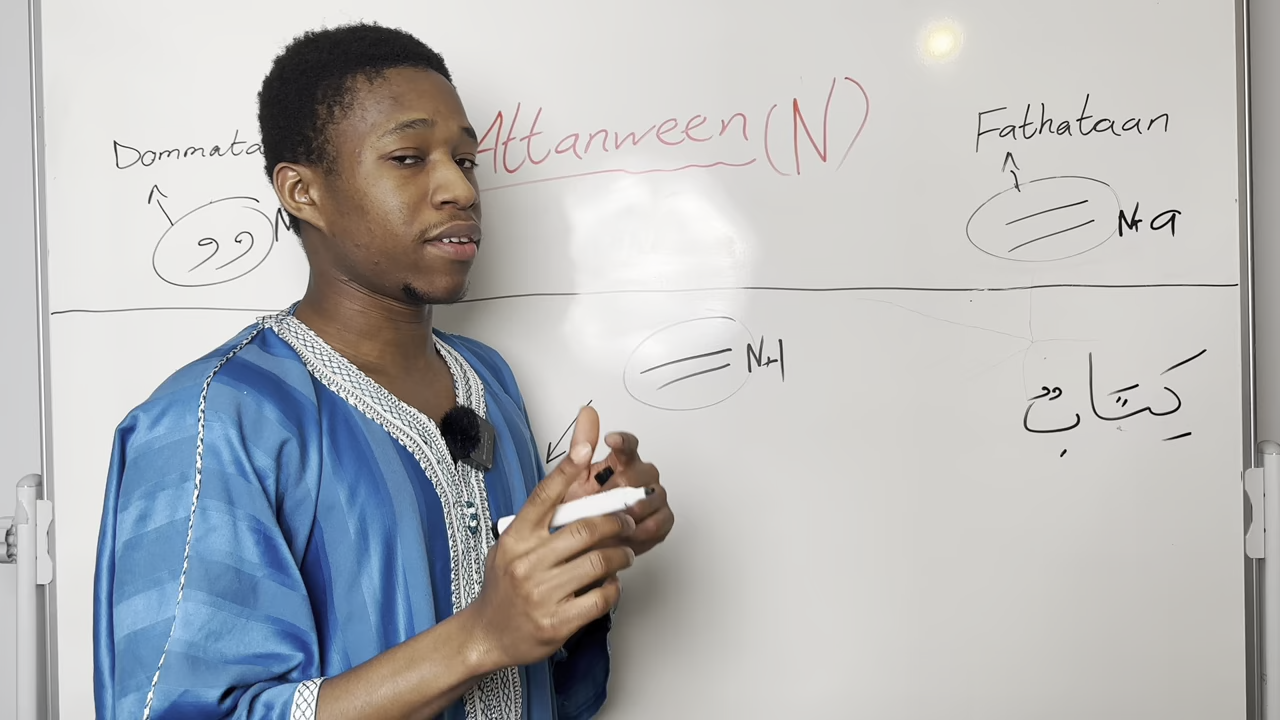 Attanween (N)
Dommata
Fathataan
N+a
N+I
كِتَابٌ